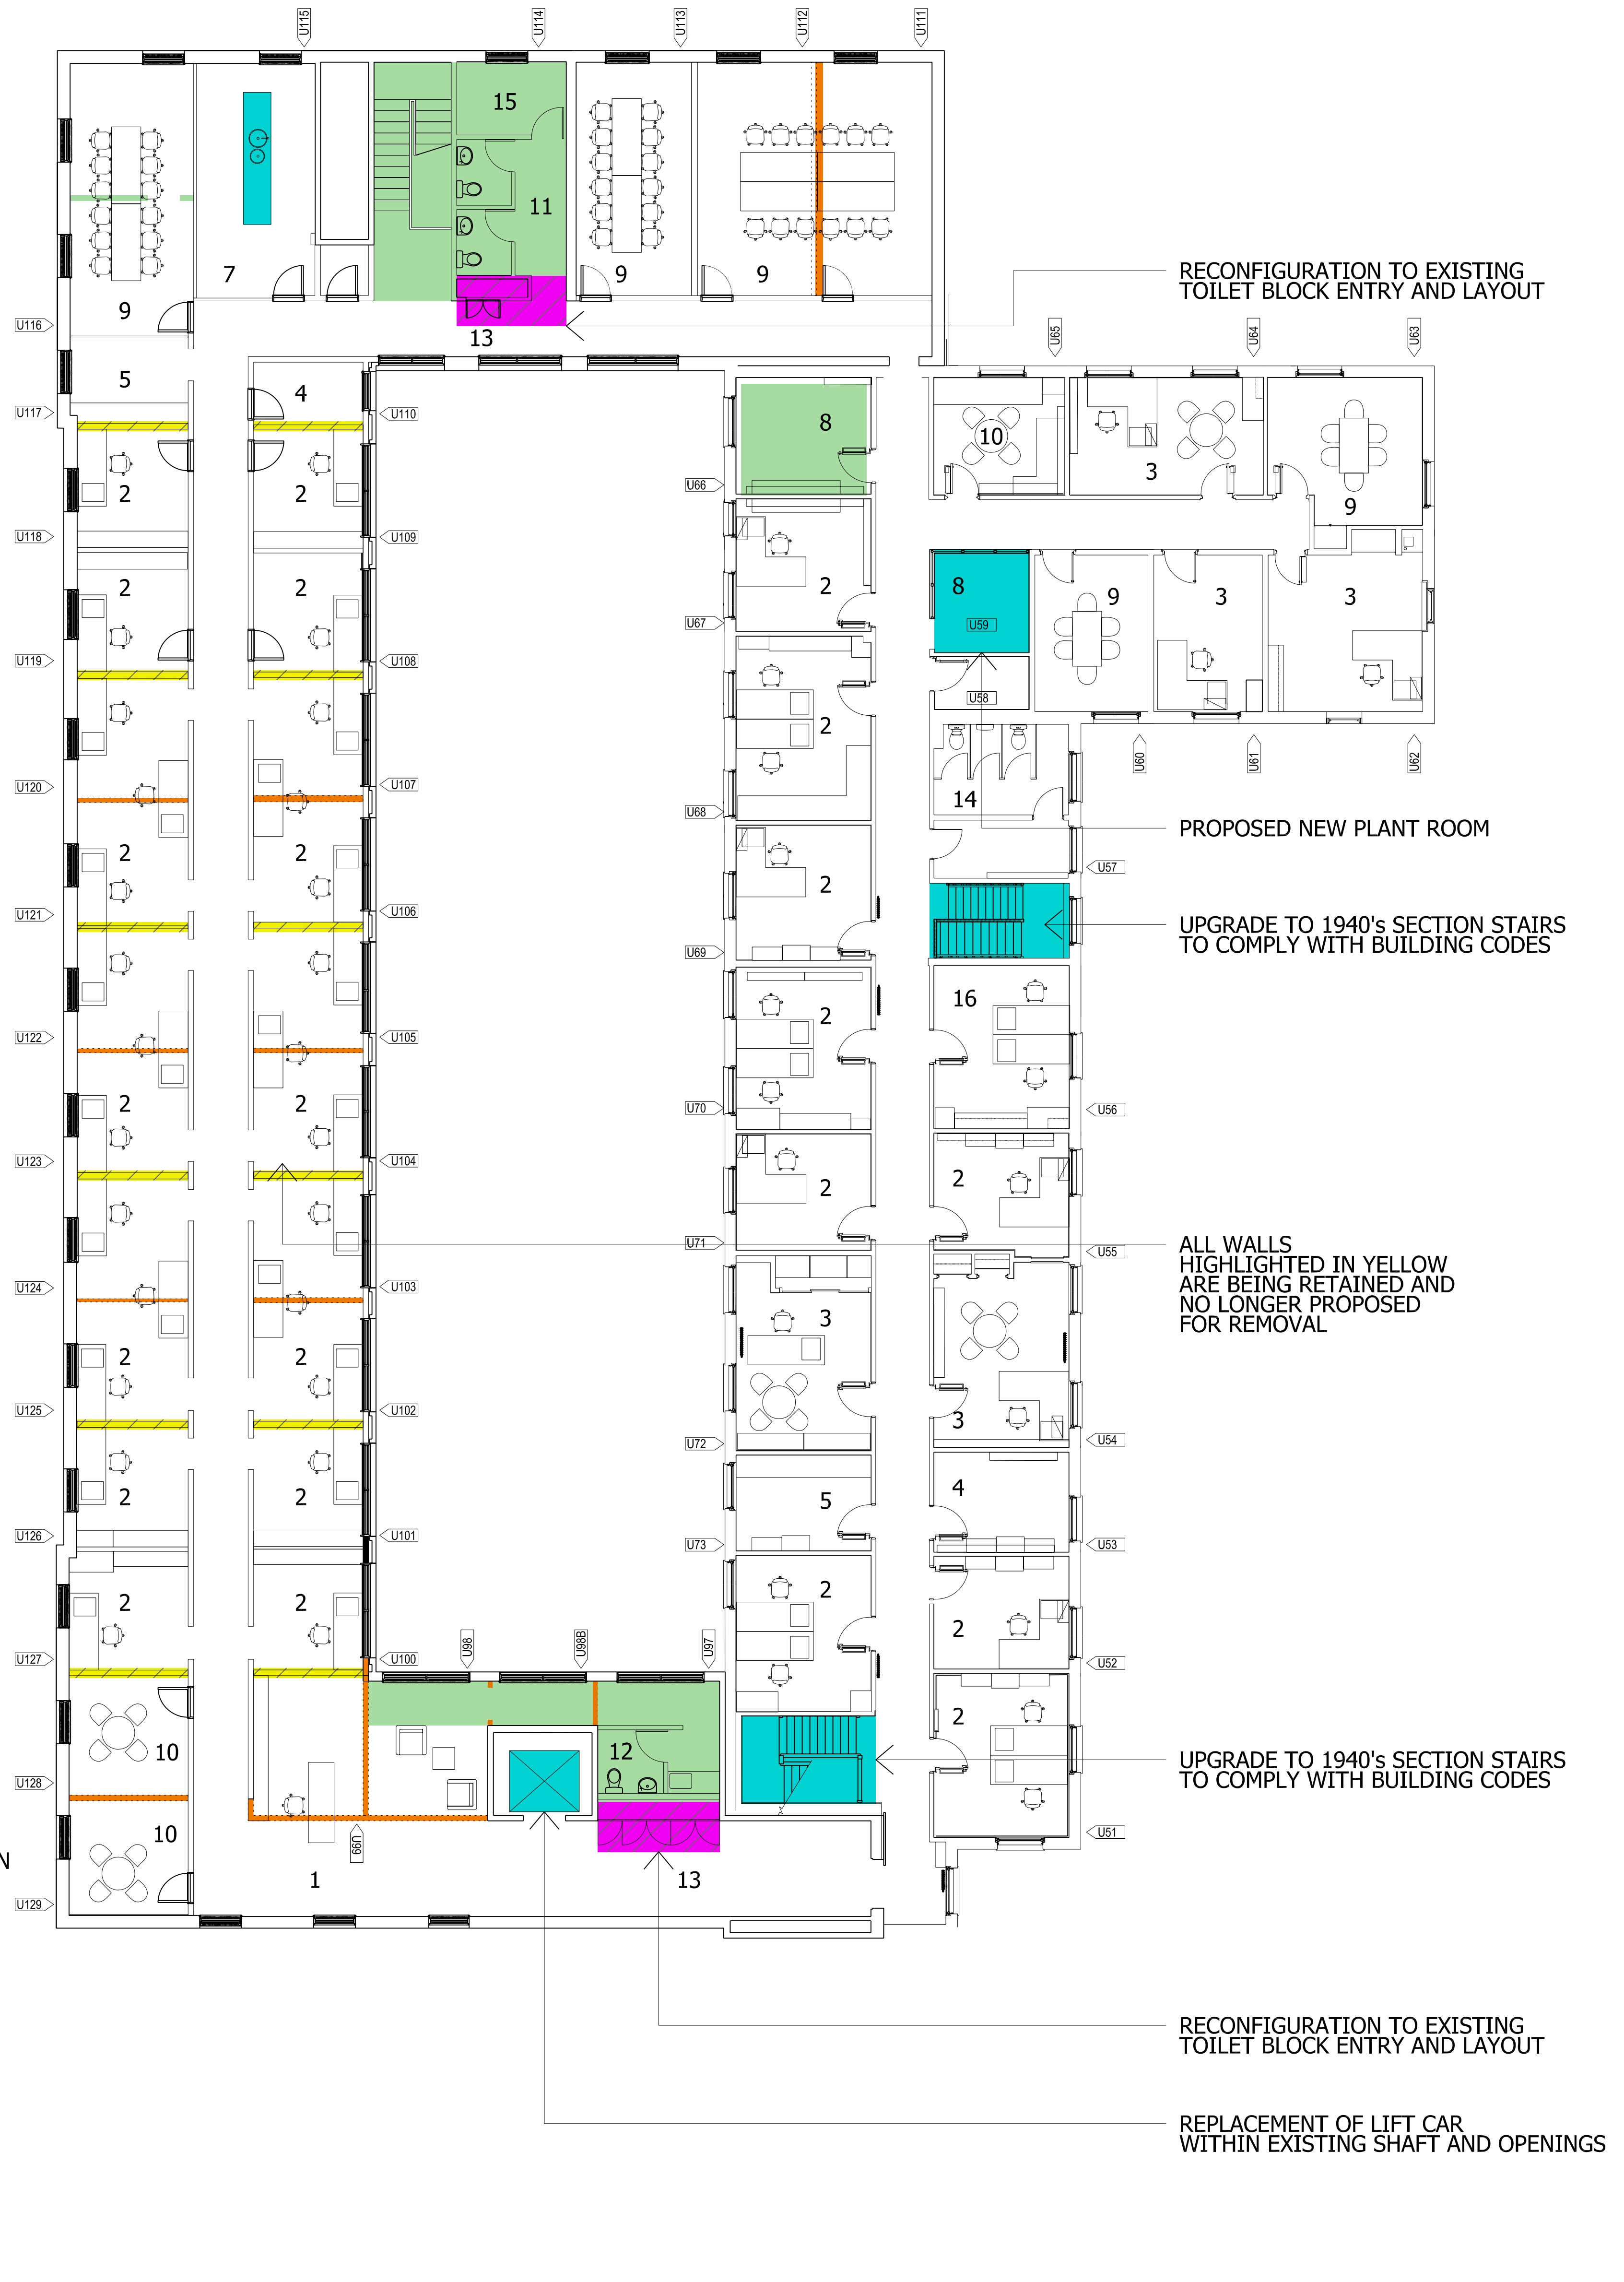 U115
U114
U113
U112
U111
15
11
7
9
9
9
13
RECONFIGURATION TO EXISTING
TOILET BLOCK ENTRY AND LAYOUT
U116
U65
U64
U63
5
4
U117
U110
8
10
3
9
2
2
U66
U118
U109
2
2
2
8
9
3
3
U67
U59
U119
U108
U58
2
U60
U61
U62
U120
U107
U68
14
PROPOSED NEW PLANT ROOM
2
2
2
U57
U121
U106
UPGRADE TO 1940's SECTION STAIRS
TO COMPLY WITH BUILDING CODES
U69
16
2
U122
U105
2
2
U70
U56
U123
U104
2
2
U71
U55
ALL WALLS
HIGHLIGHTED IN YELLOW
ARE BEING RETAINED AND
NO LONGER PROPOSED
FOR REMOVAL
U124
U103
3
2
2
U125
U102
3
U72
U54
2
2
5
4
U126
U101
U73
U53
2
2
2
2
U127
U100
U98
U98B
U97
U52
2
10
12
UPGRADE TO 1940's SECTION STAIRS
TO COMPLY WITH BUILDING CODES
U128
10
U99
U51
N
1
13
U129
RECONFIGURATION TO EXISTING
TOILET BLOCK ENTRY AND LAYOUT
REPLACEMENT OF LIFT CAR
WITHIN EXISTING SHAFT AND OPENINGS